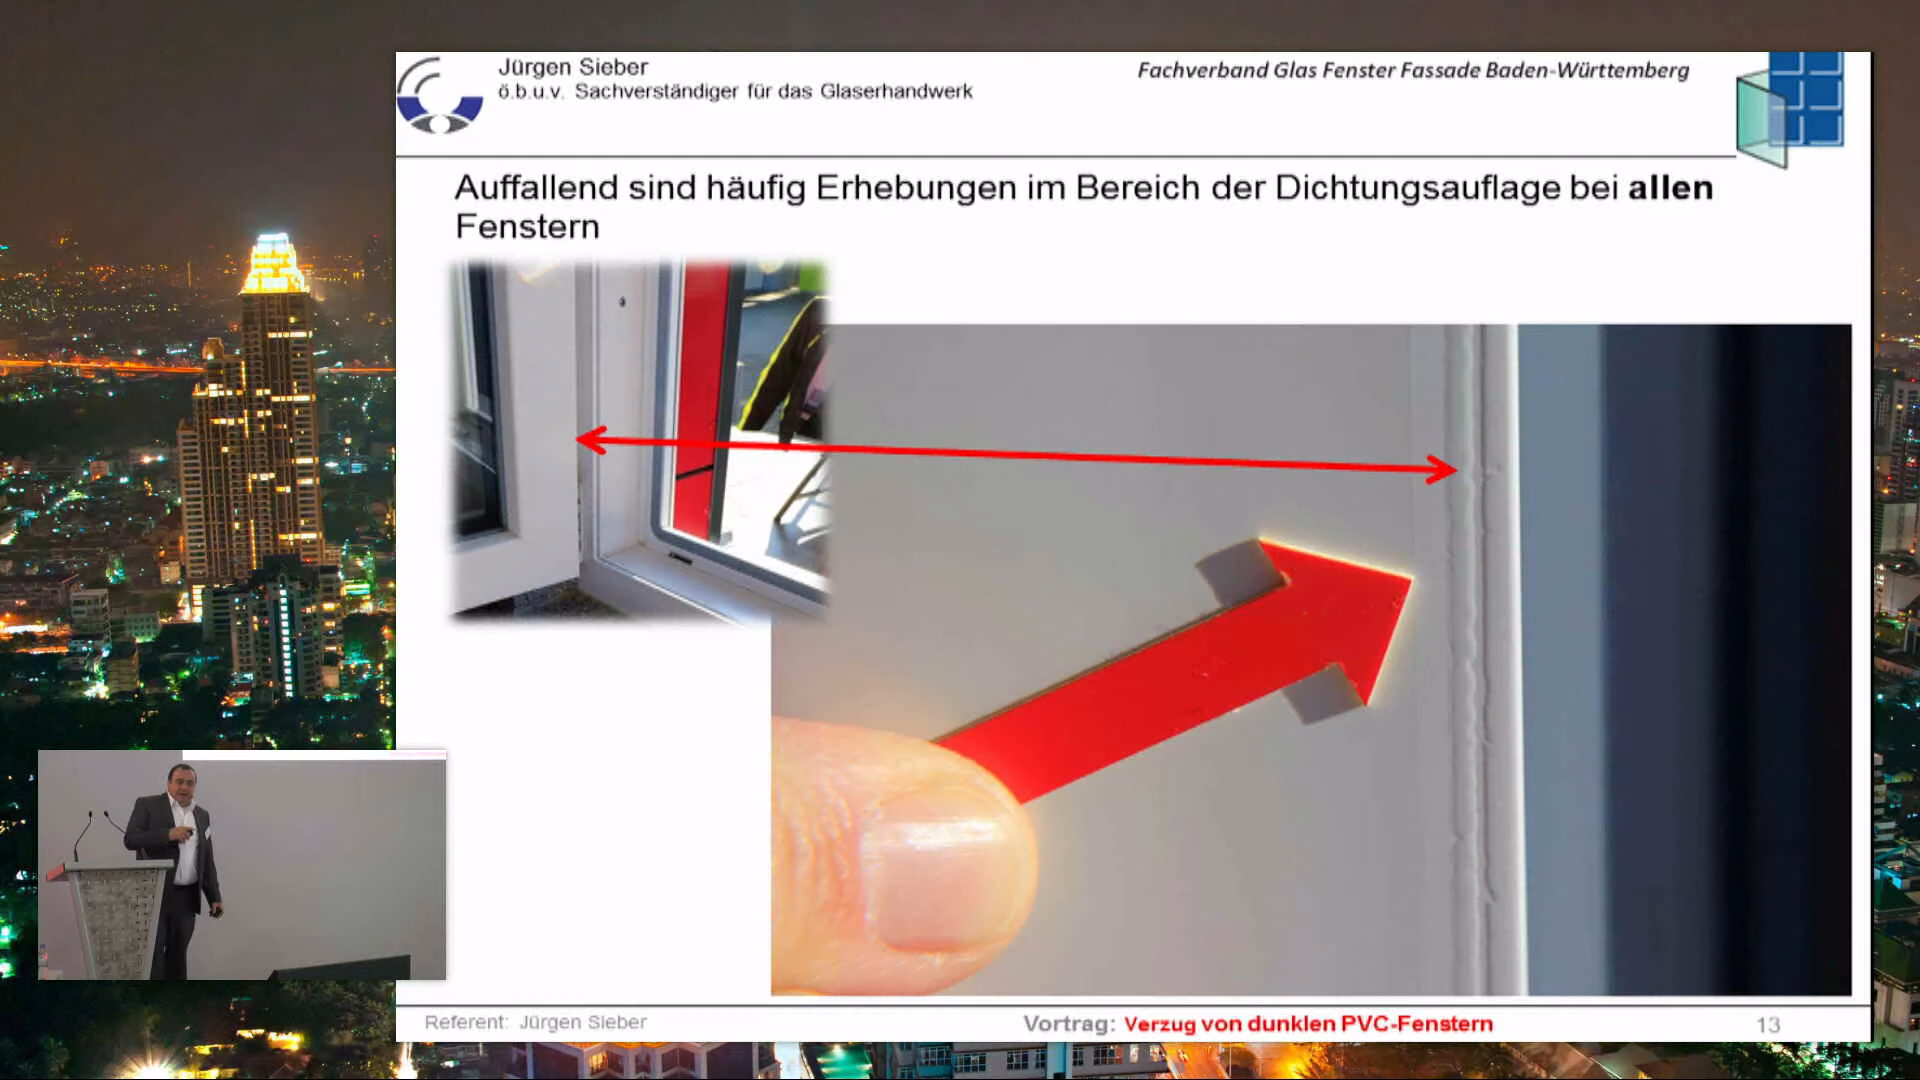 Jürgen Sieber
ö.b.u.v. Sachverständiger für das Glaserhandwerk
Fachverband Glas Fenster Fassade Baden-Württemberg
Auffallend sind häufig Erhebungen im Bereich der Dichtungsauflage bei allen
Fenstern
Referent: Jürgen Sieber
Vortrag: Verzug von dunklen PVC-Fenstern
13